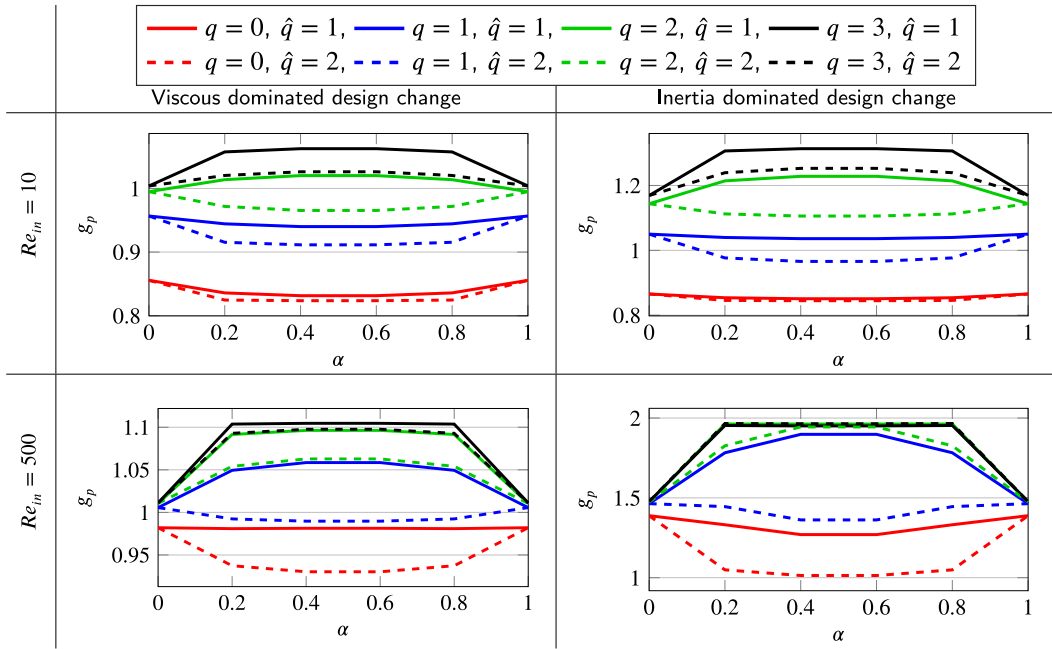 q = 0, q̂ = 1, q = 1, q̂ = 1, q = 2, q̂ = 1, q = 3, q̂ = 1
q = 0, q̂ = 2, q = 1, q̂ = 2, q = 2, q̂ = 2, q = 3, q̂ = 2
Viscous dominated design change
Inertia dominated design change
Re_in = 10
g_p
1
0.9
0.8
0 0.2 0.4 0.6 0.8 1
α
g_p
1.2
1
0.8
0 0.2 0.4 0.6 0.8 1
α
Re_in = 500
g_p
1.1
1.05
1
0.95
0 0.2 0.4 0.6 0.8 1
α
g_p
2
1.5
1
0 0.2 0.4 0.6 0.8 1
α